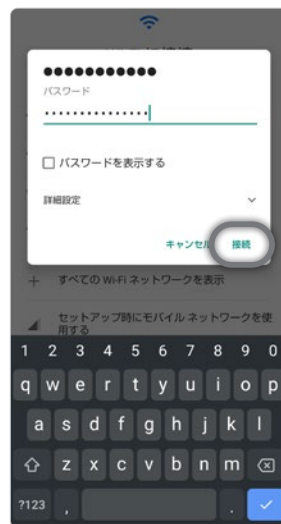 パスワード
パスワードを表示する
詳細設定
キャンセル 接続
すべての Wi-Fi ネットワークを表示
セットアップ時にモバイル ネットワークを使
用する
1 2 3 4 5 6 7 8 9 0
q w e r t y u i o p
a s d f g h j k l
z x c v b n m
?123 , .